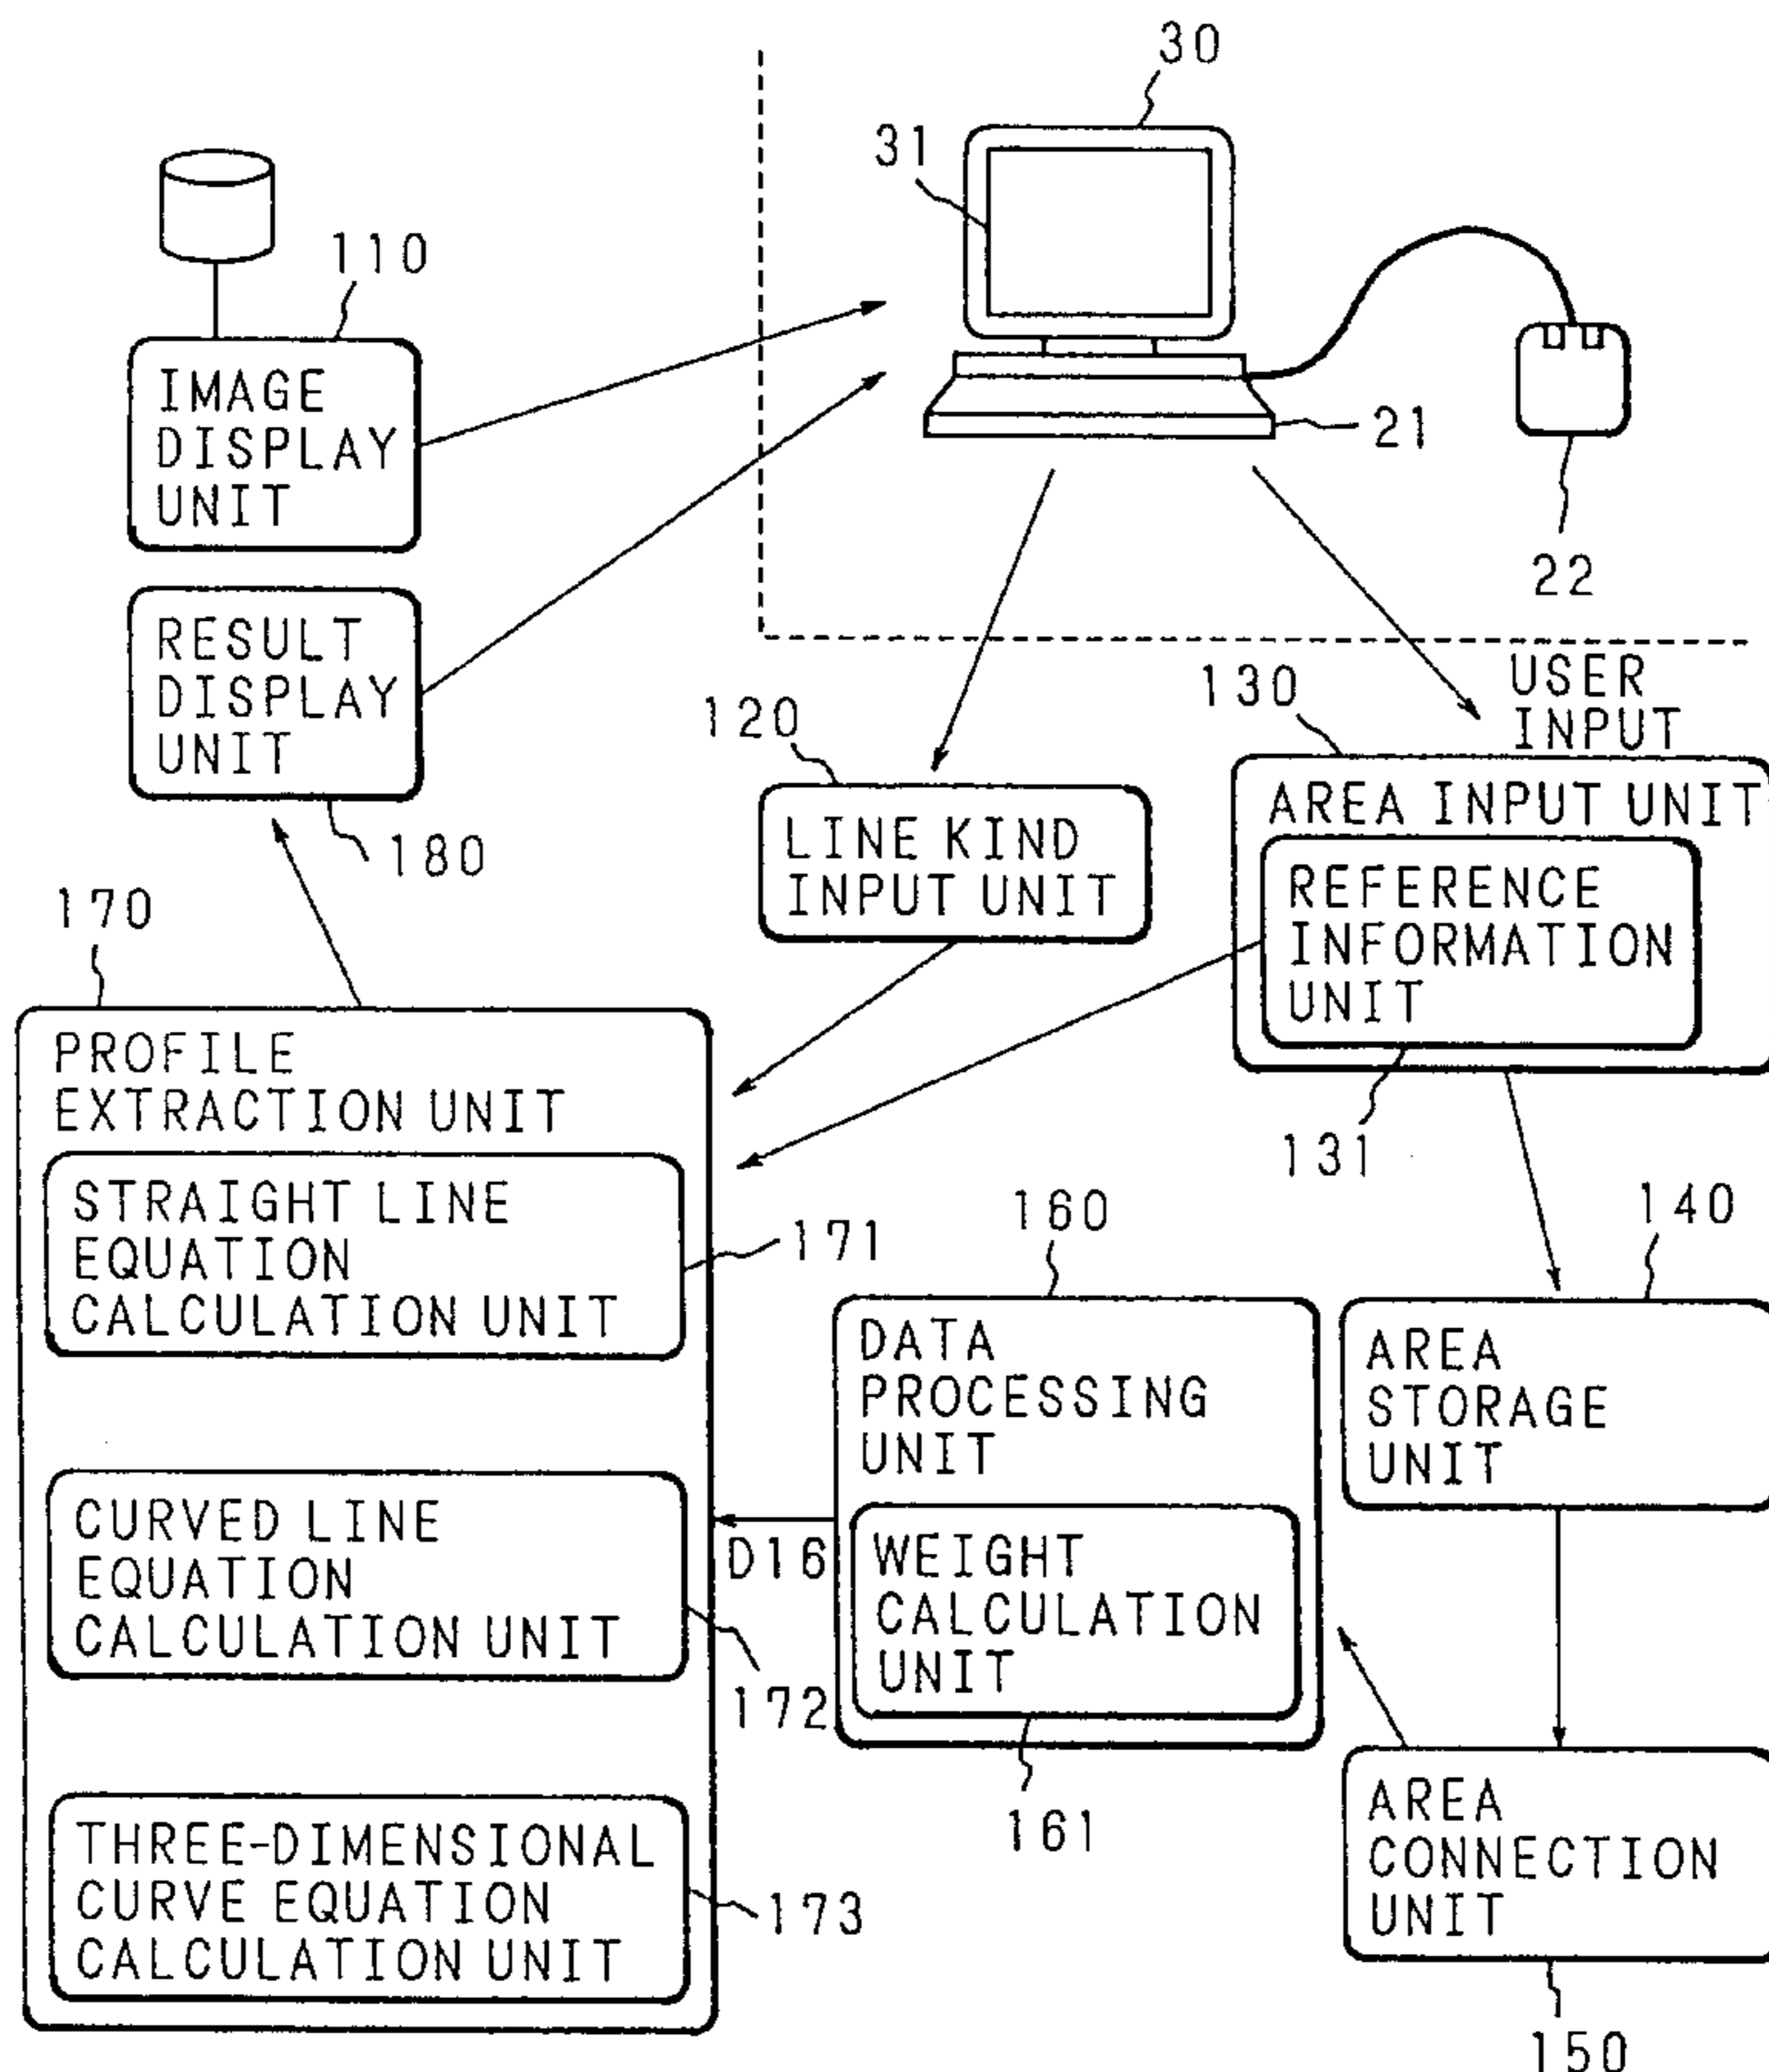 30
31
110
IMAGE
DISPLAY
UNIT
21
22
RESULT
DISPLAY
UNIT
180
USER
INPUT
120
LINE KIND
INPUT UNIT
130
AREA INPUT UNIT
REFERENCE
INFORMATION
UNIT
131
170
PROFILE
EXTRACTION UNIT
STRAIGHT LINE
EQUATION
CALCULATION UNIT
171
CURVED LINE
EQUATION
CALCULATION UNIT
172
THREE-DIMENSIONAL
CURVE EQUATION
CALCULATION UNIT
173
160
DATA
PROCESSING
UNIT
D16
WEIGHT
CALCULATION
UNIT
161
140
AREA
STORAGE
UNIT
AREA
CONNECTION
UNIT
150